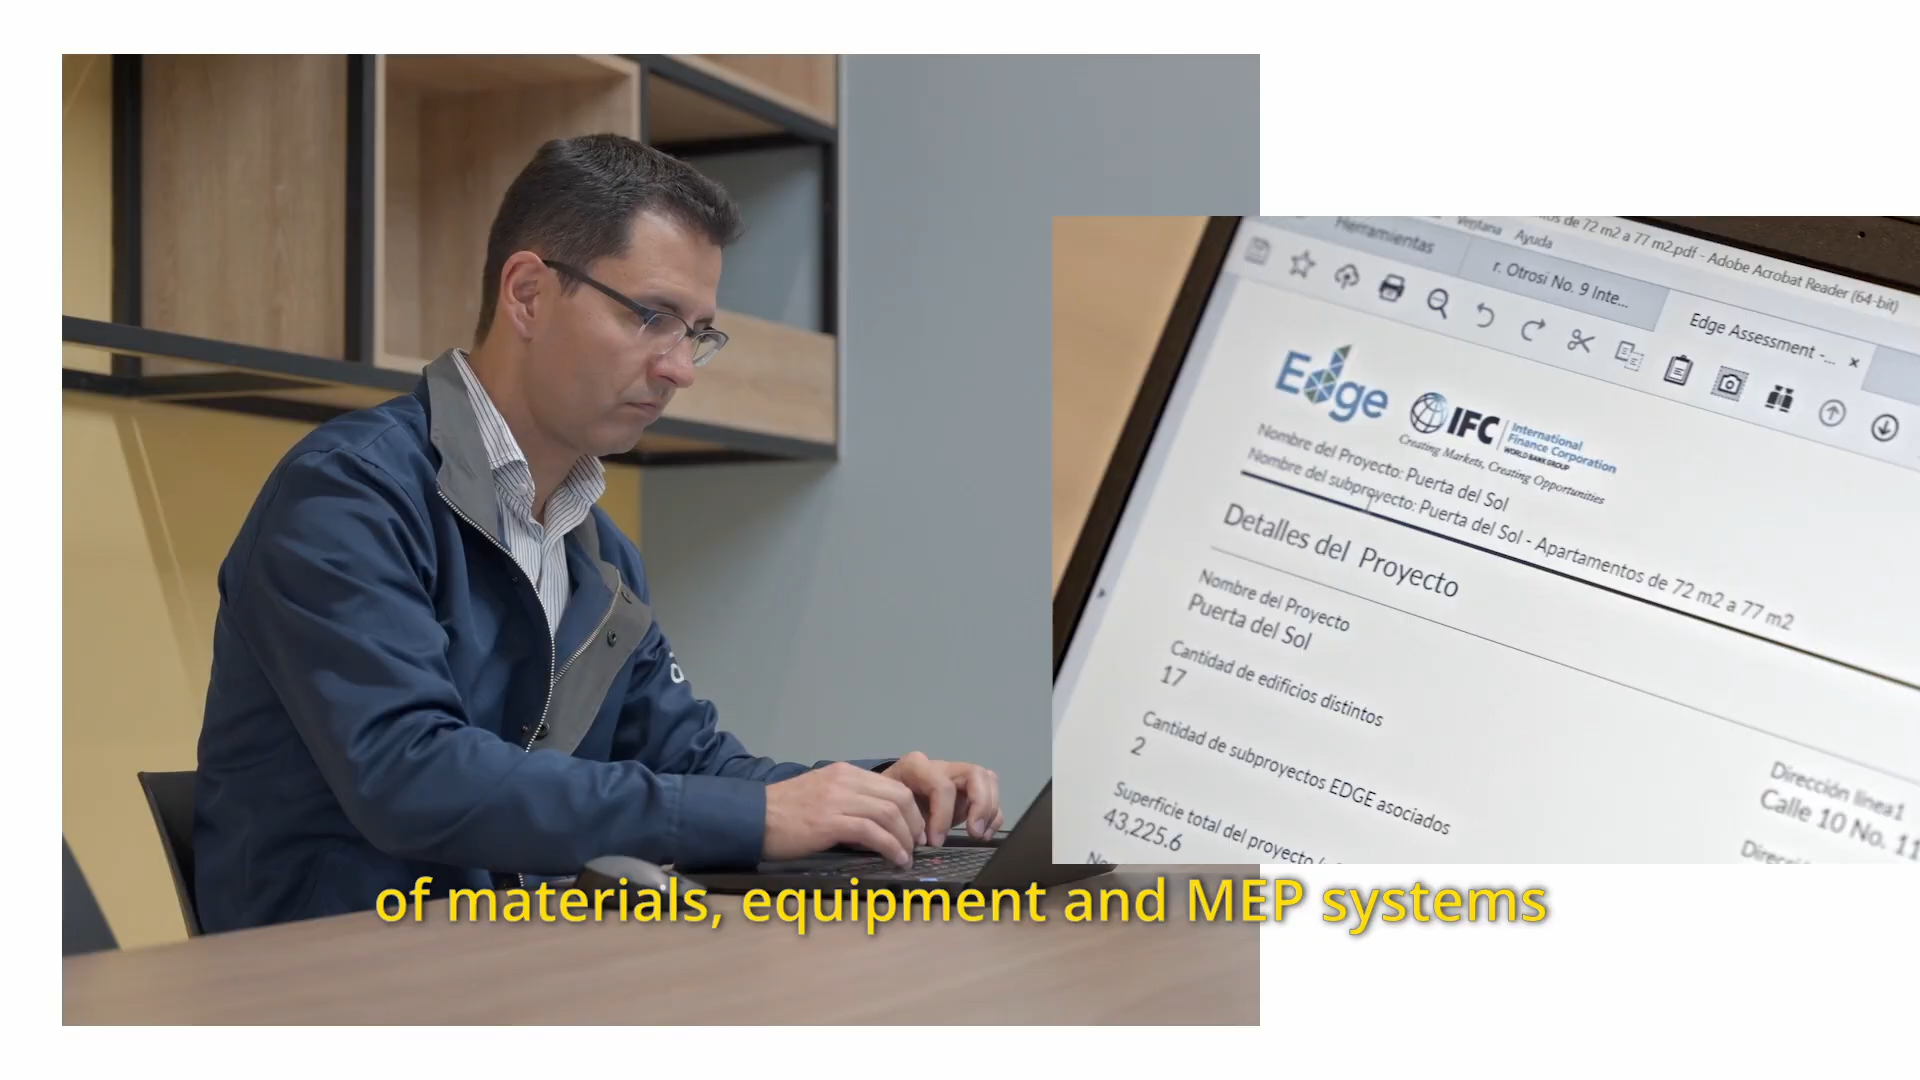 Ventana Ayuda
de 72 m2 a 77 m2.pdf - Adobe Acrobat Reader (64-bit)
Herramientas
r. Otrosi No. 9 Inte...
Edge Assessment -...
Edge
IFC
International
Finance Corporation
WORLD BANK GROUP
Creating Markets, Creating Opportunities
Nombre del Proyecto: Puerta del Sol
Nombre del subproyecto: Puerta del Sol - Apartamentos de 72 m2 a 77 m2
Detalles del Proyecto
Nombre del Proyecto
Puerta del Sol
Cantidad de edificios distintos
17
Cantidad de subproyectos EDGE asociados
2
Superficie total del proyecto
43,225.6
Dirección línea1
Calle 10 No. 11
of materials, equipment and MEP systems